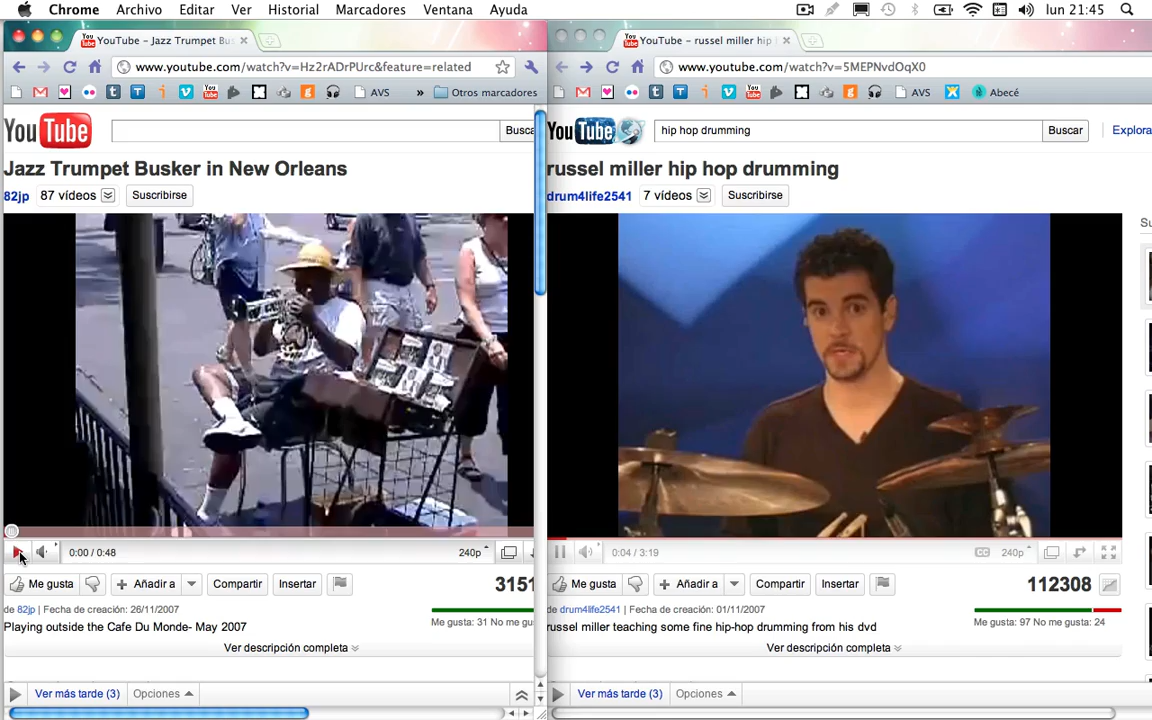 Chrome Archivo Editar Ver Historial Marcadores Ventana Ayuda lun 21:45
YouTube - Jazz Trumpet Bus
www.youtube.com/watch?v=Hz2rADrPUrc&feature=related
AVS » Otros marcadores
YouTube Busca
Jazz Trumpet Busker in New Orleans
82jp 87 vídeos Suscribirse
0:00 / 0:48 240p
Me gusta Añadir a Compartir Insertar 3151
de 82jp | Fecha de creación: 26/11/2007
Me gusta: 31 No me gu
Playing outside the Cafe Du Monde- May 2007
Ver descripción completa
Ver más tarde (3) Opciones
YouTube - russel miller hip
www.youtube.com/watch?v=5MEPNvdOqX0
AVS Abecé
YouTube hip hop drumming Buscar Explora
russel miller hip hop drumming
drum4life2541 7 vídeos Suscribirse
Su
0:04 / 3:19 CC 240p
Me gusta Añadir a Compartir Insertar 112308
de drum4life2541 | Fecha de creación: 01/11/2007
Me gusta: 97 No me gusta: 24
russel miller teaching some fine hip-hop drumming from his dvd
Ver descripción completa
Ver más tarde (3) Opciones